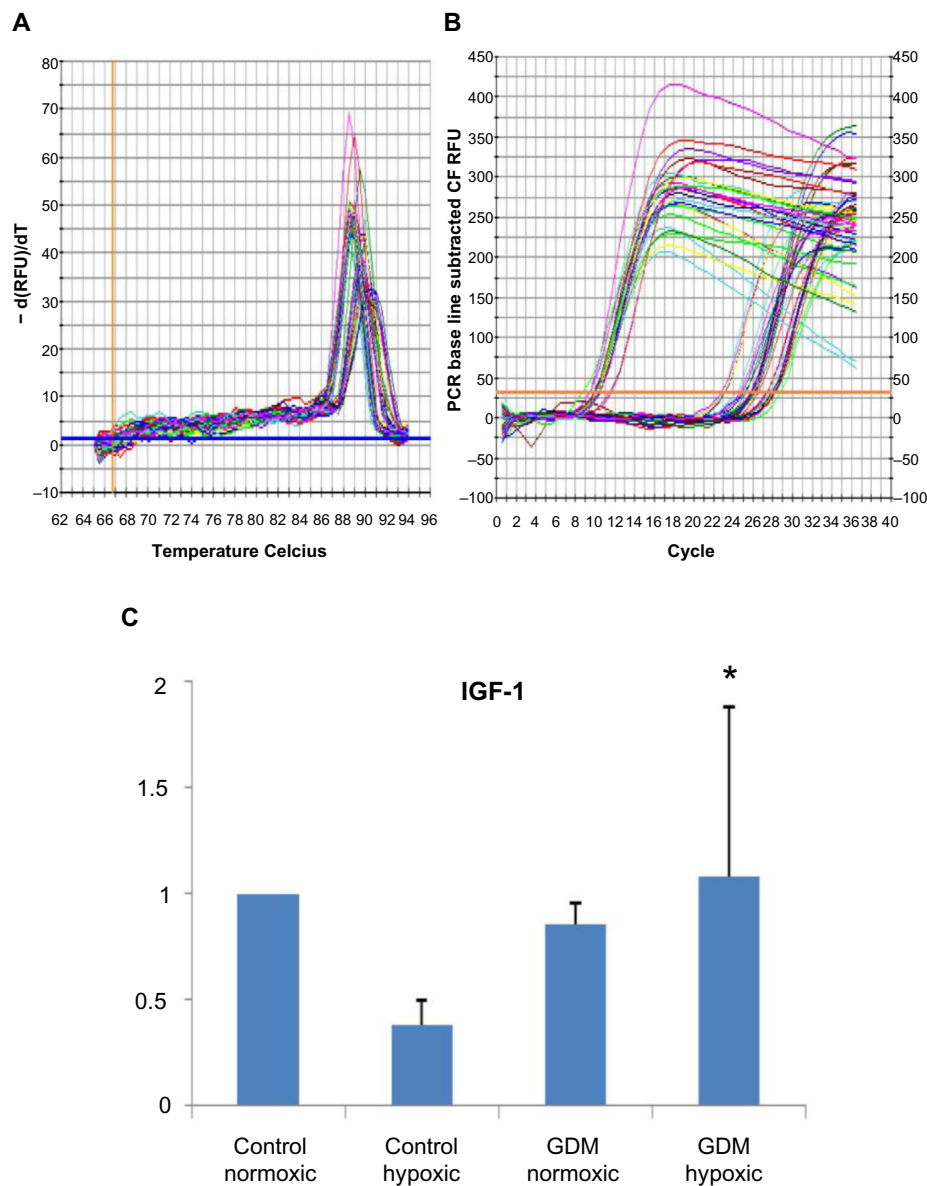 A
80
70
60
50
40
30
20
10
0
–10
– d(RFU)/dT
62 64 66 68 70 72 74 76 78 80 82 83 84 86 88 90 92 94 96
Temperature Celcius
B
450
400
350
300
250
200
150
100
50
0
–50
–100
PCR base line subtracted CF RFU
450
400
350
300
250
200
150
100
50
0
–50
–100
0 2 4 6 8 10 12 14 16 18 20 22 24 26 28 30 32 34 36 38 40
Cycle
C
IGF-1
*
2
1.5
1
0.5
0
Control normoxic
Control hypoxic
GDM normoxic
GDM hypoxic